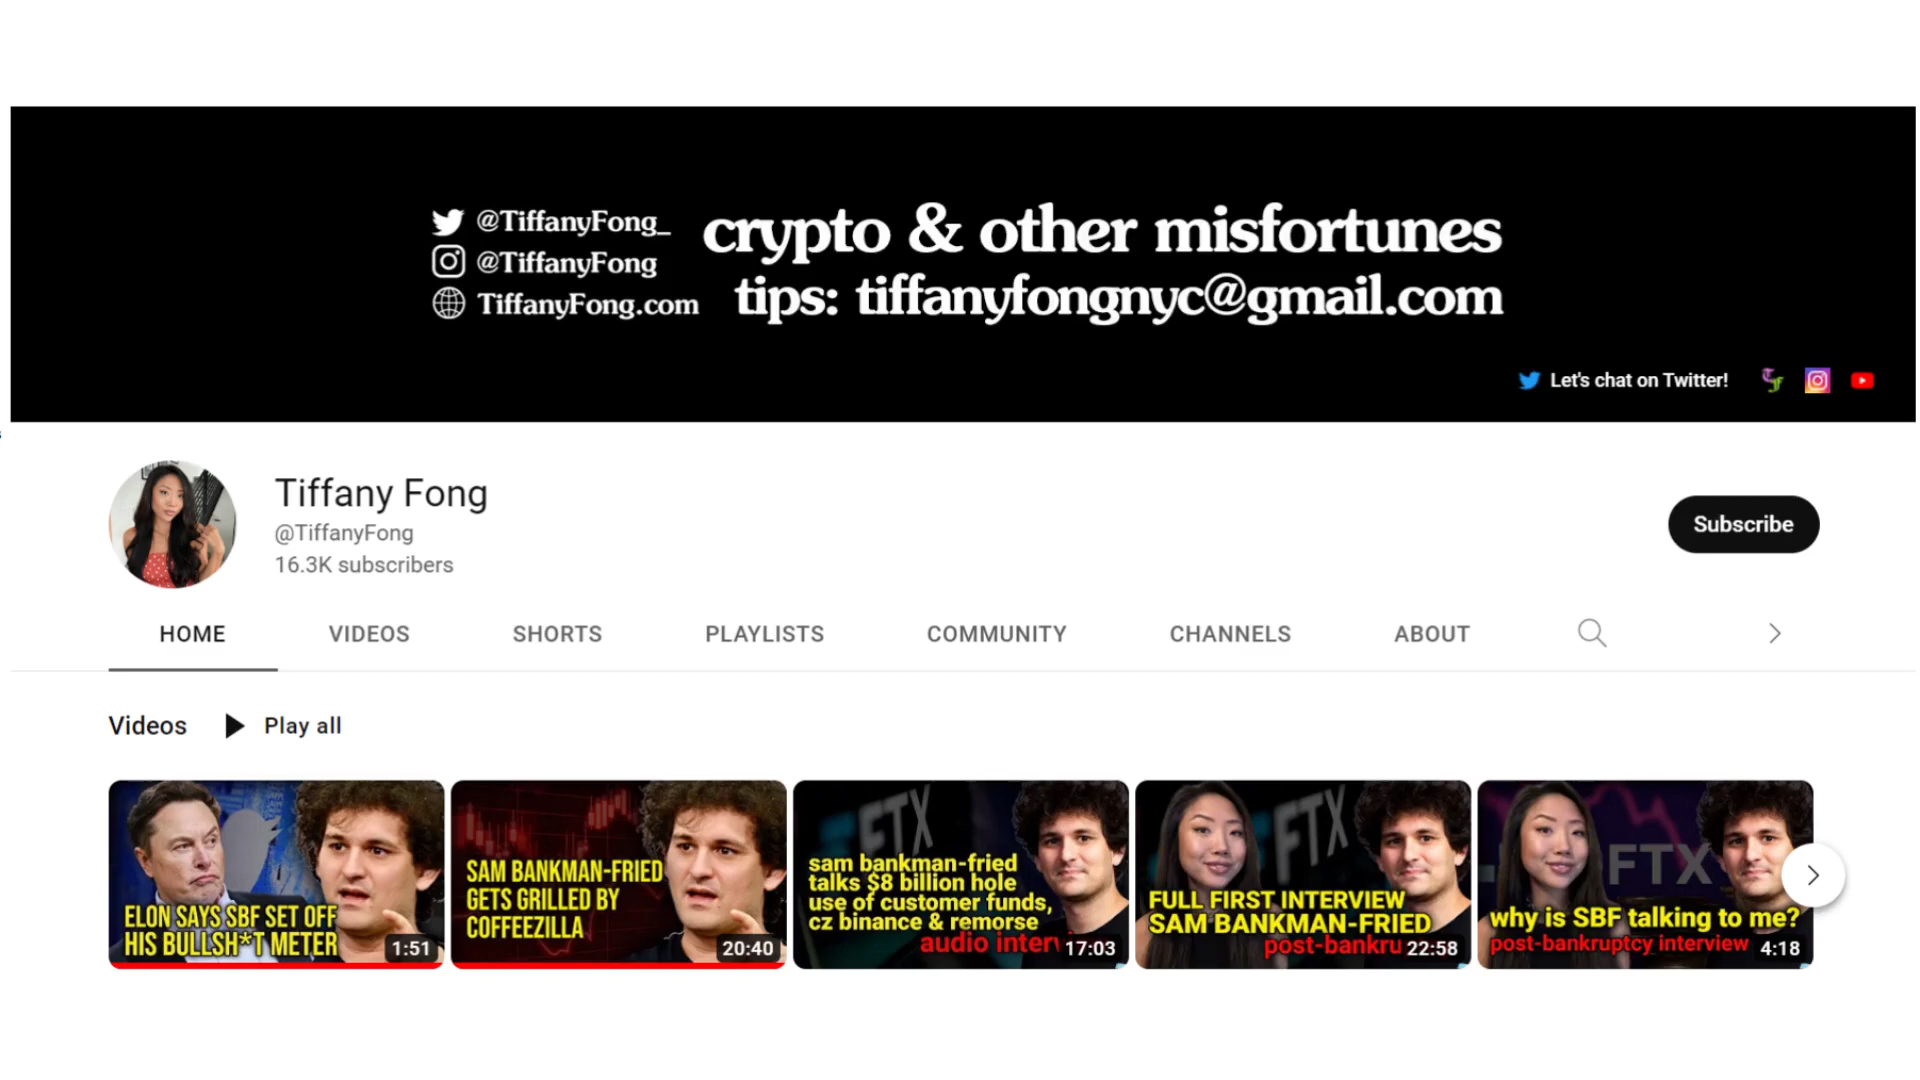 @TiffanyFong_
@TiffanyFong
TiffanyFong.com
crypto & other misfortunes
tips: tiffanyfongnyc@gmail.com
Let's chat on Twitter!
Tiffany Fong
@TiffanyFong
16.3K subscribers
Subscribe
HOME VIDEOS SHORTS PLAYLISTS COMMUNITY CHANNELS ABOUT
Videos Play all
ELON SAYS SBF SET OFF
HIS BULLSH*T METER
1:51
SAM BANKMAN-FRIED
GETS GRILLED BY
COFFEEZILLA
20:40
FTX
sam bankman-fried
talks $8 billion hole
use of customer funds,
cz binance & remorse
audio interv
17:03
FTX
FULL FIRST INTERVIEW
SAM BANKMAN-FRIED
post-bankru
22:58
FTX
why is SBF talking to me?
post-bankruptcy interview
4:18